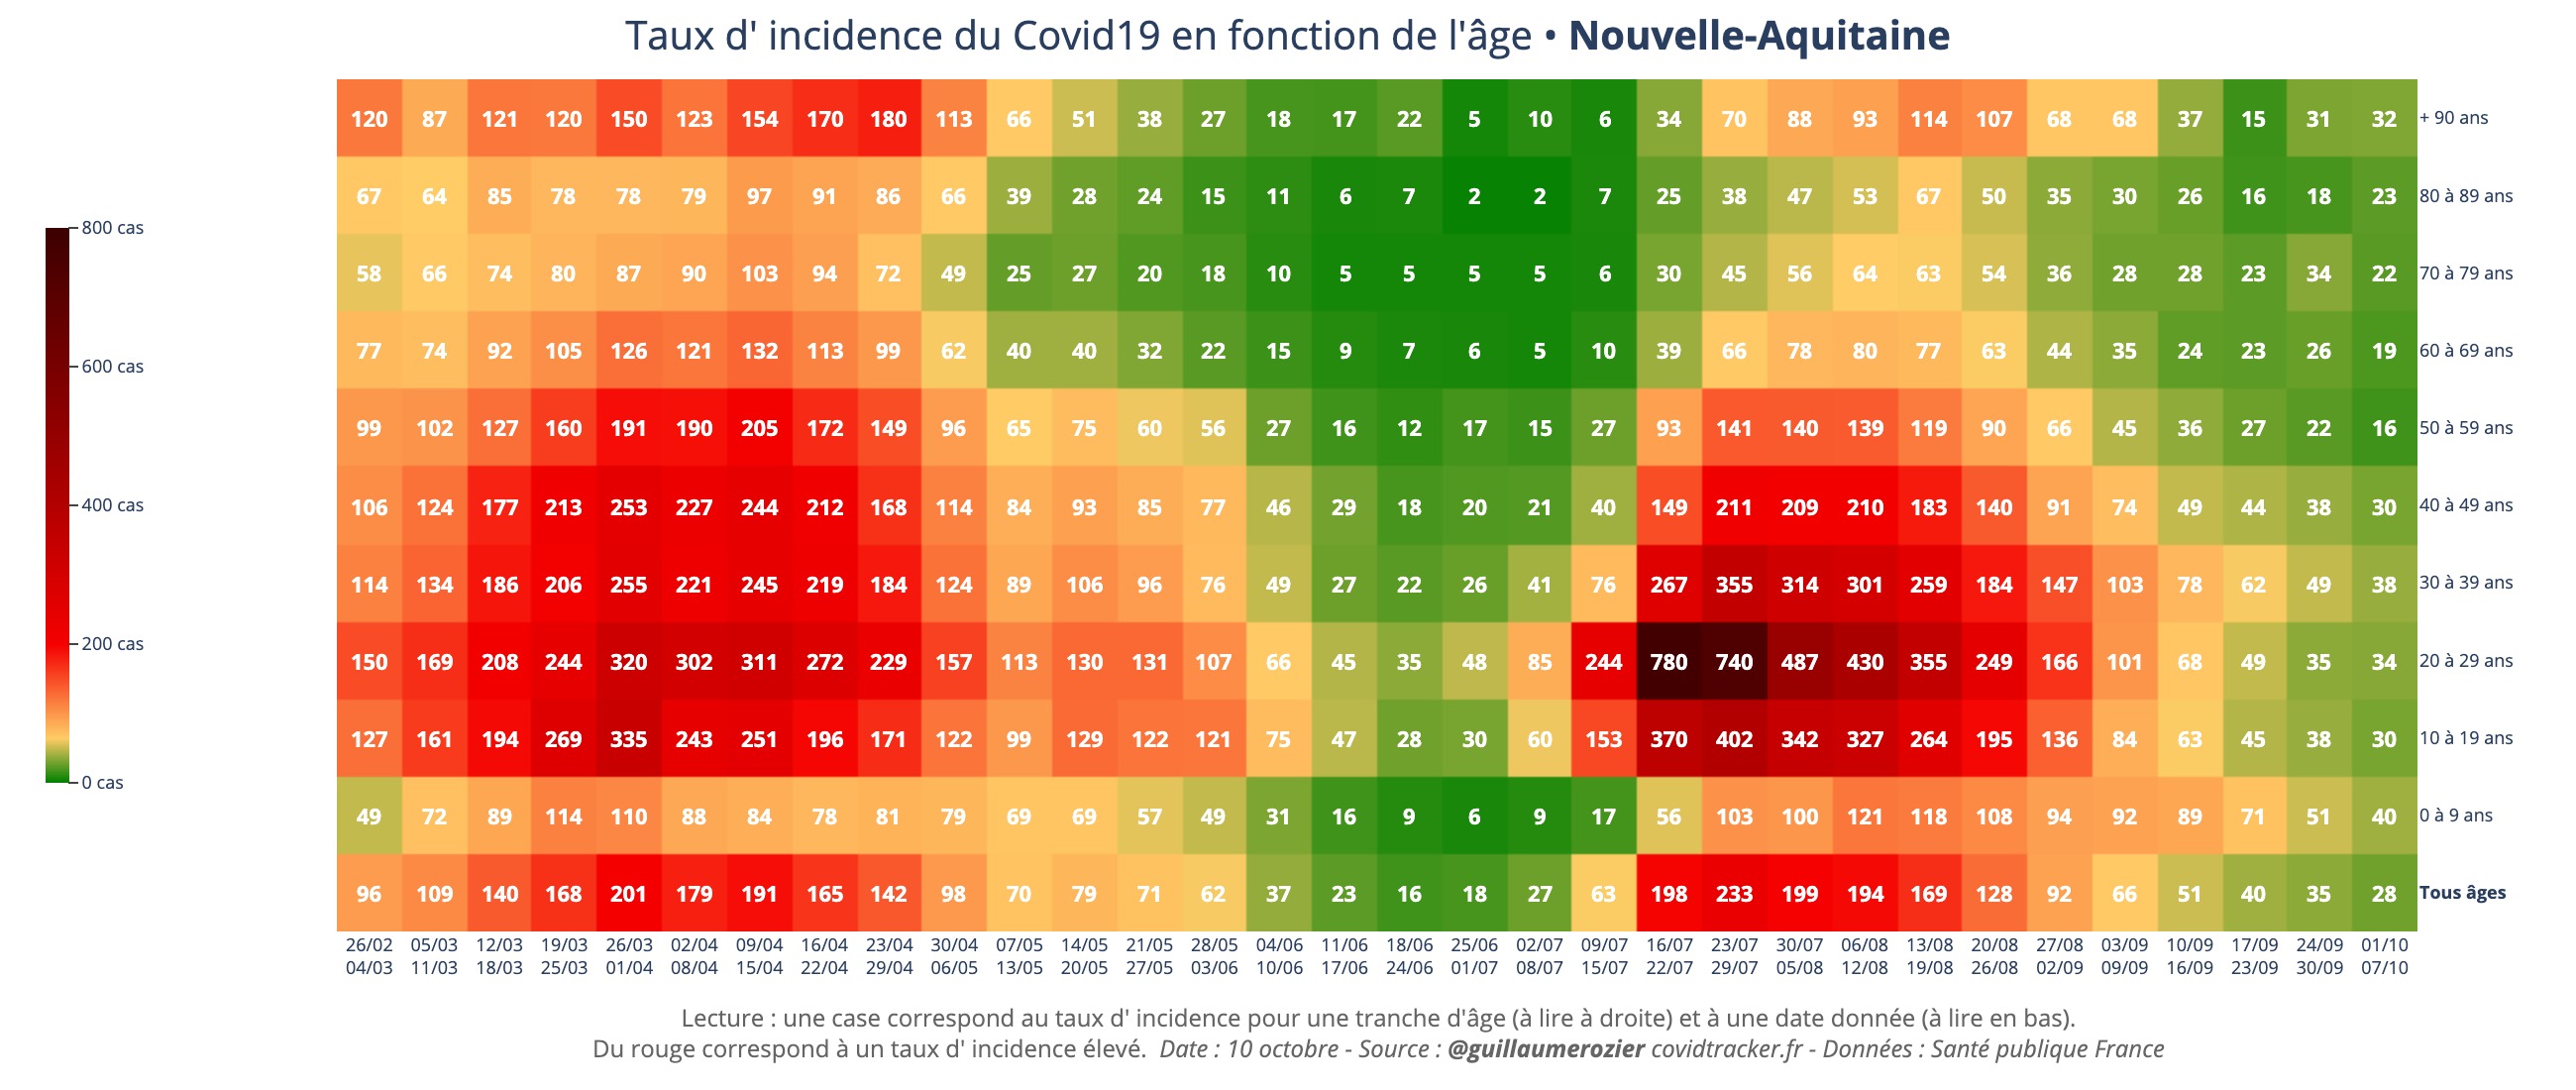 Taux d' incidence du Covid19 en fonction de l'âge • Nouvelle-Aquitaine
800 cas
600 cas
400 cas
200 cas
0 cas
120 87 121 120 150 123 154 170 180 113 66 51 38 27 18 17 22 5 10 6 34 70 88 93 114 107 68 68 37 15 31 32 + 90 ans
67 64 85 78 78 79 97 91 86 66 39 28 24 15 11 6 7 2 2 7 25 38 47 53 67 50 35 30 26 16 18 23 80 à 89 ans
58 66 74 80 87 90 103 94 72 49 25 27 20 18 10 5 5 5 5 6 30 45 56 64 63 54 36 28 28 23 34 22 70 à 79 ans
77 74 92 105 126 121 132 113 99 62 40 40 32 22 15 9 7 6 5 10 39 66 78 80 77 63 44 35 24 23 26 19 60 à 69 ans
99 102 127 160 191 190 205 172 149 96 65 75 60 56 27 16 12 17 15 27 93 141 140 139 119 90 66 45 36 27 22 16 50 à 59 ans
106 124 177 213 253 227 244 212 168 114 84 93 85 77 46 29 18 20 21 40 149 211 209 210 183 140 91 74 49 44 38 30 40 à 49 ans
114 134 186 206 255 221 245 219 184 124 89 106 96 76 49 27 22 26 41 76 267 355 314 301 259 184 147 103 78 62 49 38 30 à 39 ans
150 169 208 244 320 302 311 272 229 157 113 130 131 107 66 45 35 48 85 244 780 740 487 430 355 249 166 101 68 49 35 34 20 à 29 ans
127 161 194 269 335 243 251 196 171 122 99 129 122 121 75 47 28 30 60 153 370 402 342 327 264 195 136 84 63 45 38 30 10 à 19 ans
49 72 89 114 110 88 84 78 81 79 69 69 57 49 31 16 9 6 9 17 56 103 100 121 118 108 94 92 89 71 51 40 0 à 9 ans
96 109 140 168 201 179 191 165 142 98 70 79 71 62 37 23 16 18 27 63 198 233 199 194 169 128 92 66 51 40 35 28 Tous âges
26/02 05/03 12/03 19/03 26/03 02/04 09/04 16/04 23/04 30/04 07/05 14/05 21/05 28/05 04/06 11/06 18/06 25/06 02/07 09/07 16/07 23/07 30/07 06/08 13/08 20/08 27/08 03/09 10/09 17/09 24/09 01/10
04/03 11/03 18/03 25/03 01/04 08/04 15/04 22/04 29/04 06/05 13/05 20/05 27/05 03/06 10/06 17/06 24/06 01/07 08/07 15/07 22/07 29/07 05/08 12/08 19/08 26/08 02/09 09/09 16/09 23/09 30/09 07/10
Lecture : une case correspond au taux d' incidence pour une tranche d'âge (à lire à droite) et à une date donnée (à lire en bas).
Du rouge correspond à un taux d' incidence élevé. Date : 10 octobre - Source : @guillaumerozier covidtracker.fr - Données : Santé publique France